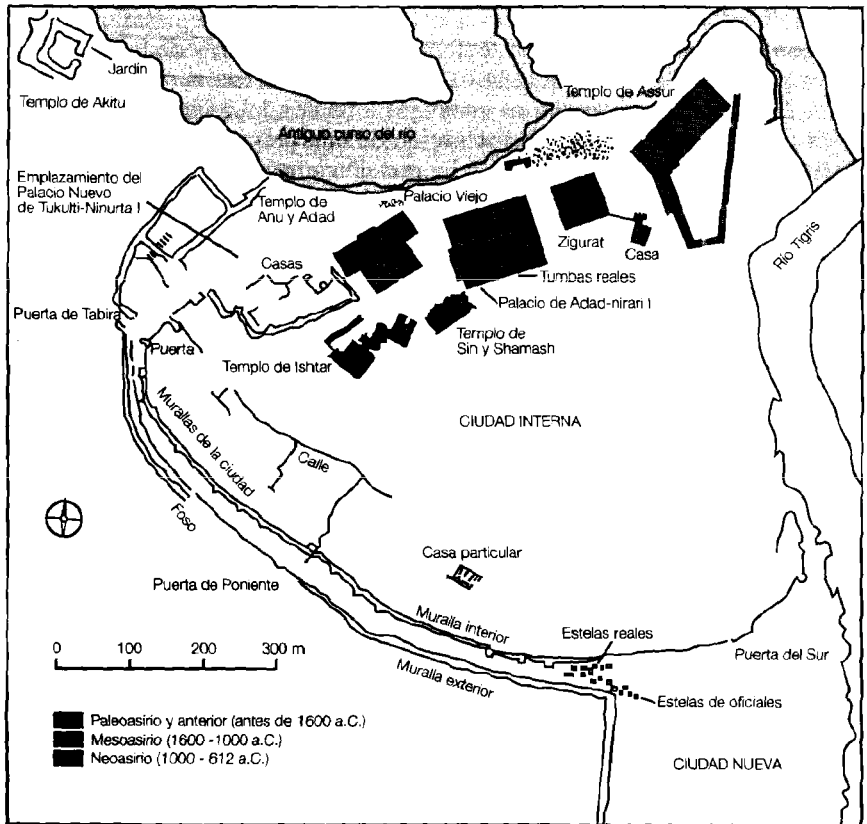 Jardín
Templo de Akitu
Templo de Assur
Antiguo curso del río
Emplazamiento del
Palacio Nuevo
de Tukulti-Ninurta I
Templo de
Anu y Adad
Palacio Viejo
Zigurat
Casa
Río Tigris
Casas
Tumbas reales
Palacio de Adad-nirari I
Puerta de Tabira
Puerta
Templo de Ishtar
Templo de
Sin y Shamash
CIUDAD INTERNA
Murallas de la ciudad
Calle
Foso
Casa particular
Puerta de Poniente
Muralla interior
Estelas reales
Puerta del Sur
0 100 200 300 m
Muralla exterior
Estelas de oficiales
Paleoasirio y anterior (antes de 1600 a.C.)
Mesoasirio (1600 - 1000 a.C.)
Neoasirio (1000 - 612 a.C.)
CIUDAD NUEVA